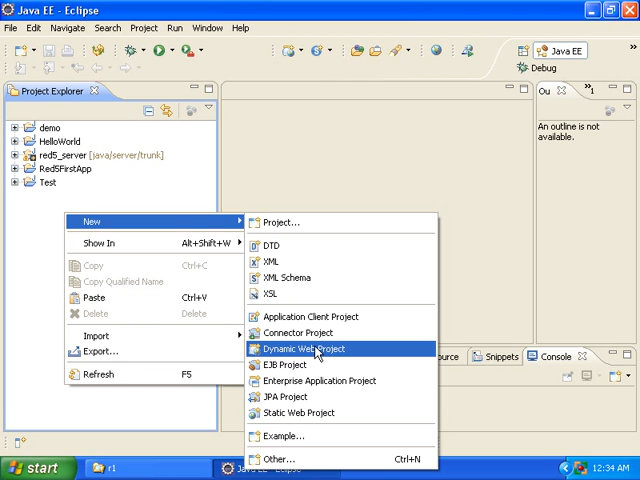 Java EE - Eclipse
File Edit Navigate Search Project Run Window Help
Java EE
Debug
Project Explorer
Ou
»1
An outline is not
available.
demo
HelloWorld
red5_server [java/server/trunk]
Red5FirstApp
Test
New
Show In Alt+Shift+W
Copy Ctrl+C
Copy Qualified Name
Paste Ctrl+V
Delete Delete
Import
Export...
Refresh F5
Project...
DTD
XML
XML Schema
XSL
Application Client Project
Connector Project
Dynamic Web Project
EJB Project
Enterprise Application Project
JPA Project
Static Web Project
Example...
Other... Ctrl+N
ource Snippets Console
start
r1
Java EE - Eclipse
12:34 AM